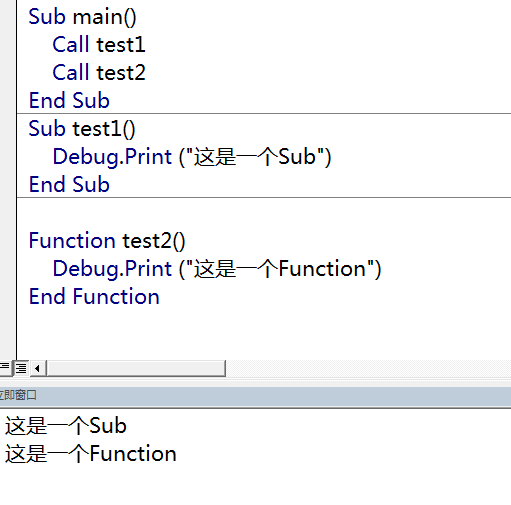 Sub main()
Call test1
Call test2
End Sub
Sub test1()
Debug.Print ("这是一个Sub")
End Sub
Function test2()
Debug.Print ("这是一个Function")
End Function
立即窗口
这是一个Sub
这是一个Function